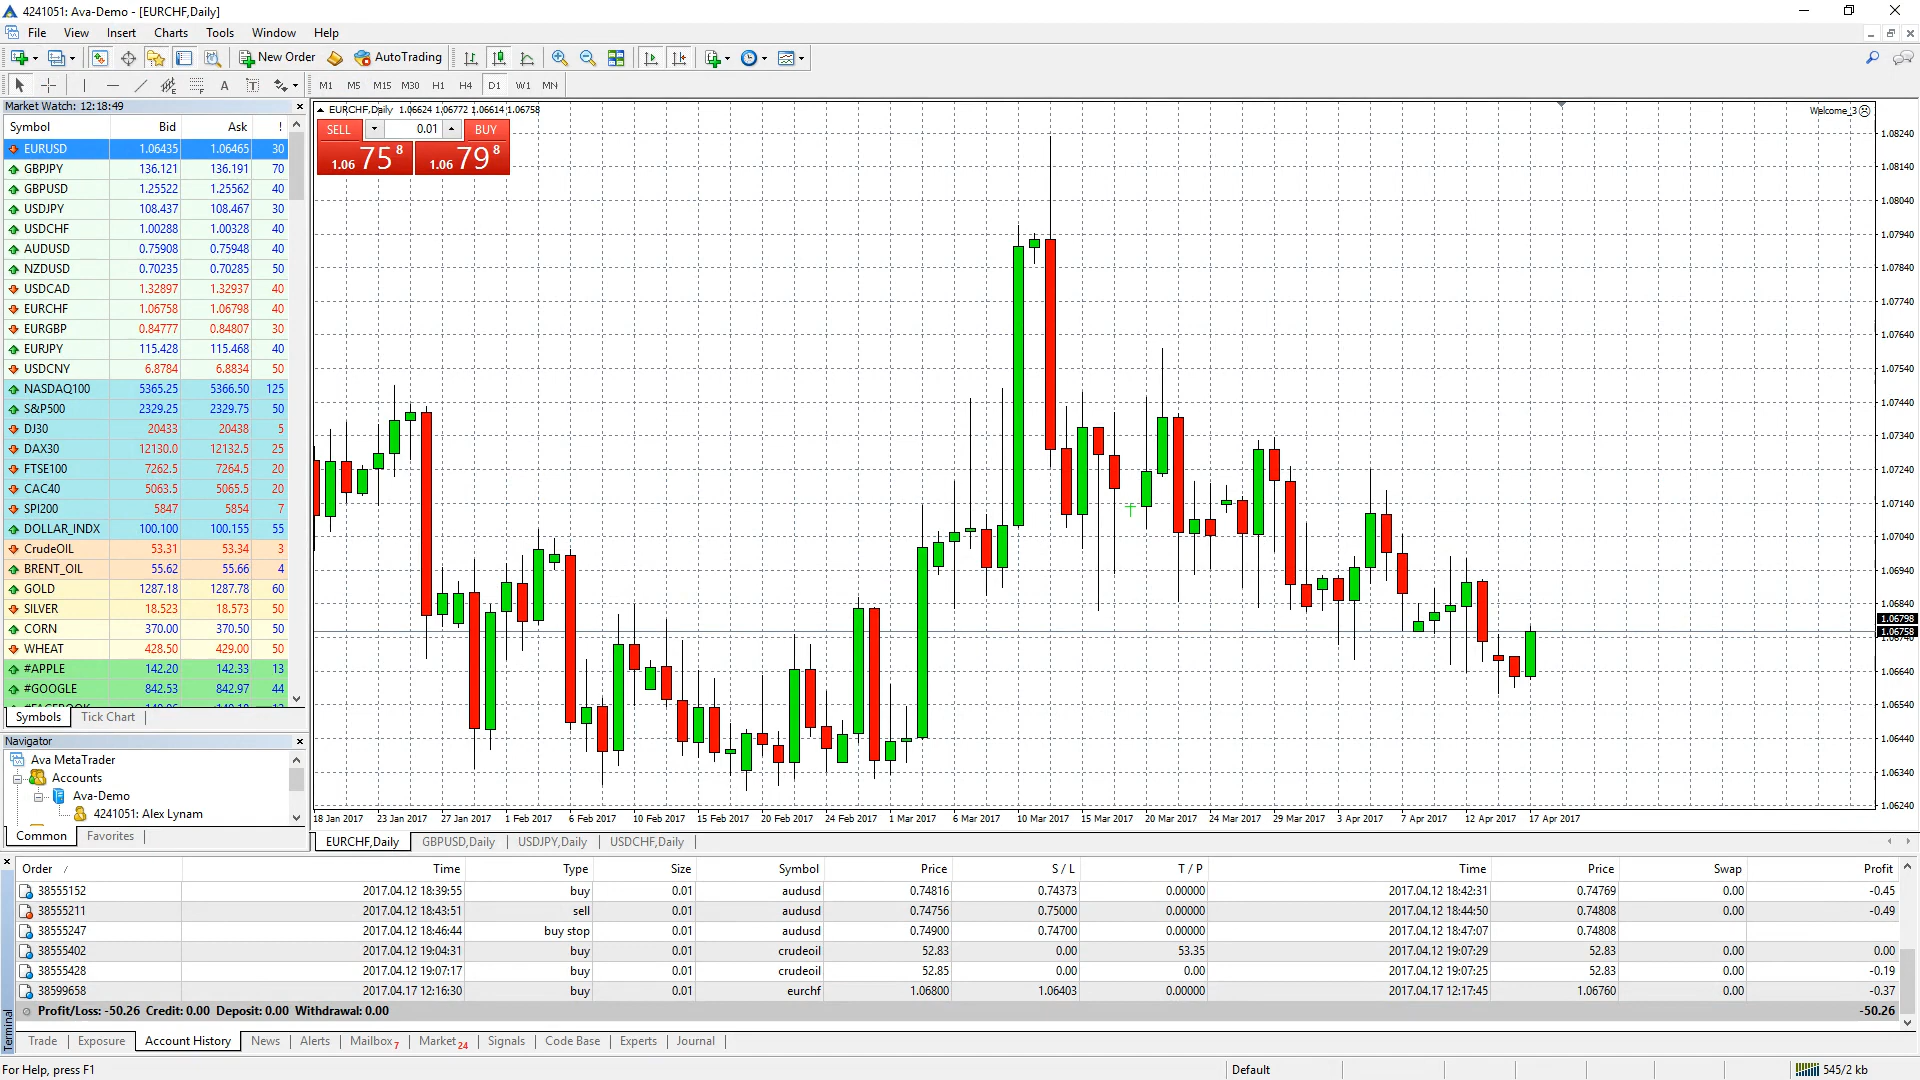 4241051: Ava-Demo - [EURCHF,Daily]
File View Insert Charts Tools Window Help
New Order AutoTrading
A T M1 M5 M15 M30 H1 H4 D1 W1 MN
Market Watch: 12:18:49
Symbol Bid Ask !
EURUSD 1.06435 1.06465 30
GBPJPY 136.121 136.191 70
GBPUSD 1.25522 1.25562 40
USDJPY 108.437 108.467 30
USDCHF 1.00288 1.00328 40
AUDUSD 0.75908 0.75948 40
NZDUSD 0.70235 0.70285 50
USDCAD 1.32897 1.32937 40
EURCHF 1.06758 1.06798 40
EURGBP 0.84777 0.84807 30
EURJPY 115.428 115.468 40
USDCNY 6.8784 6.8834 50
NASDAQ100 5365.25 5366.50 125
S&P500 2329.25 2329.75 50
DJ30 20433 20438 5
DAX30 12130.0 12132.5 25
FTSE100 7262.5 7264.5 20
CAC40 5063.5 5065.5 20
SPI200 5847 5854 7
DOLLAR_INDX 100.100 100.155 55
CrudeOIL 53.31 53.34 3
BRENT_OIL 55.62 55.66 4
GOLD 1287.18 1287.78 60
SILVER 18.523 18.573 50
CORN 370.00 370.50 50
WHEAT 428.50 429.00 50
#APPLE 142.20 142.33 13
#GOOGLE 842.53 842.97 44
Symbols Tick Chart
Navigator
Ava MetaTrader
Accounts
Ava-Demo
4241051: Alex Lynam
Common Favorites
EURCHF,Daily 1.06624 1.06772 1.06614 1.06758
Welcome_3
SELL 0.01 BUY
1.06 75 8 1.06 79 8
1.08240
1.08140
1.08040
1.07940
1.07840
1.07740
1.07640
1.07540
1.07440
1.07340
1.07240
1.07140
1.07040
1.06940
1.06840
1.06798
1.06758
1.06740
1.06640
1.06540
1.06440
1.06340
1.06240
18 Jan 2017 23 Jan 2017 27 Jan 2017 1 Feb 2017 6 Feb 2017 10 Feb 2017 15 Feb 2017 20 Feb 2017 24 Feb 2017 1 Mar 2017 6 Mar 2017 10 Mar 2017 15 Mar 2017 20 Mar 2017 24 Mar 2017 29 Mar 2017 3 Apr 2017 7 Apr 2017 12 Apr 2017 17 Apr 2017
EURCHF,Daily GBPUSD,Daily USDJPY,Daily USDCHF,Daily
Order / Time Type Size Symbol Price S / L T / P Time Price Swap Profit
38555152 2017.04.12 18:39:55 buy 0.01 audusd 0.74816 0.74373 0.00000 2017.04.12 18:42:31 0.74769 0.00 -0.45
38555211 2017.04.12 18:43:51 sell 0.01 audusd 0.74756 0.75000 0.00000 2017.04.12 18:44:50 0.74808 0.00 -0.49
38555247 2017.04.12 18:46:44 buy stop 0.01 audusd 0.74900 0.74700 0.00000 2017.04.12 18:47:07 0.74808
38555402 2017.04.12 19:04:31 buy 0.01 crudeoil 52.83 0.00 53.35 2017.04.12 19:07:29 52.83 0.00 0.00
38555428 2017.04.12 19:07:17 buy 0.01 crudeoil 52.85 0.00 0.00 2017.04.12 19:07:25 52.83 0.00 -0.19
38599658 2017.04.17 12:16:30 buy 0.01 eurchf 1.06800 1.06403 0.00000 2017.04.17 12:17:45 1.06760 0.00 -0.37
Profit/Loss: -50.26 Credit: 0.00 Deposit: 0.00 Withdrawal: 0.00 -50.26
Terminal
Trade Exposure Account History News Alerts Mailbox 7 Market 24 Signals Code Base Experts Journal
For Help, press F1 Default 545/2 kb